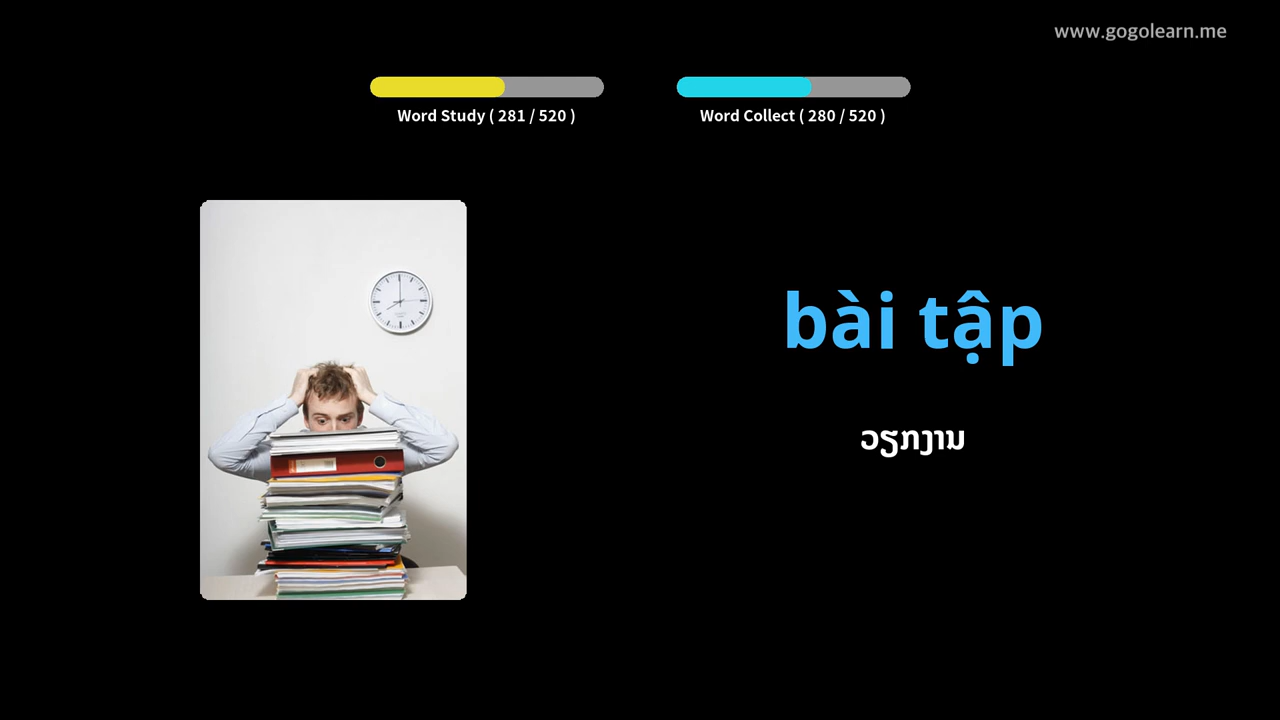 www.gogolearn.me
Word Study ( 281 / 520 )
Word Collect ( 280 / 520 )
bài tập
ວຽກງານ